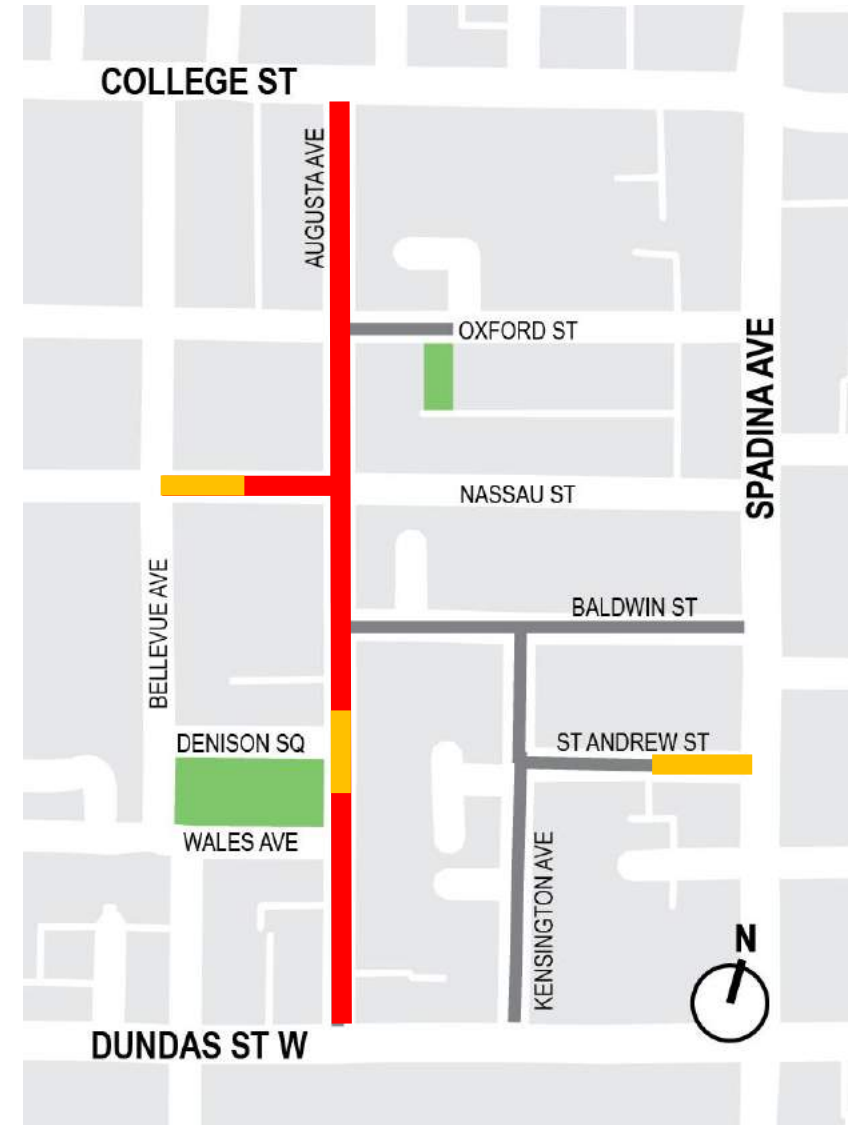 COLLEGE ST
AUGUSTA AVE
OXFORD ST
SPADINA AVE
NASSAU ST
BELLEVUE AVE
BALDWIN ST
DENISON SQ
ST ANDREW ST
WALES AVE
KENSINGTON AVE
N
DUNDAS ST W